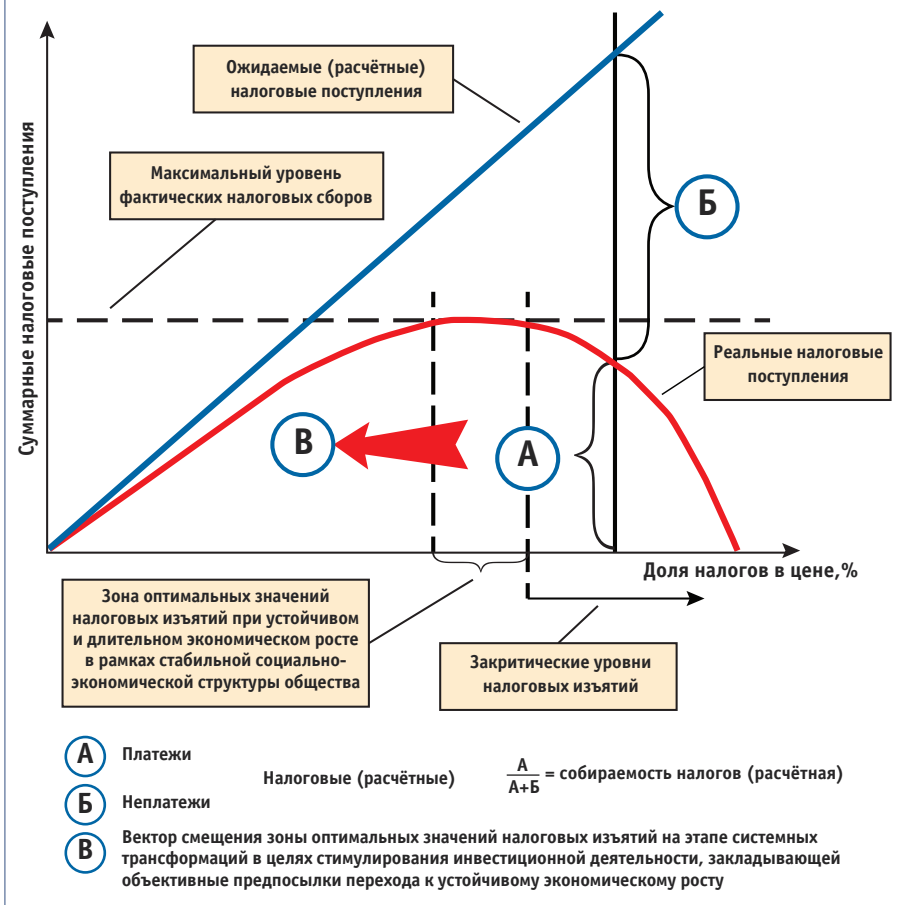 Суммарные налоговые поступления
Ожидаемые (расчётные)
налоговые поступления
Максимальный уровень
фактических налоговых сборов
Б
Реальные налоговые
поступления
В
А
Доля налогов в цене,%
Зона оптимальных значений
налоговых изъятий при устойчивом
и длительном экономическом росте
в рамках стабильной социально-
экономической структуры общества
Закритические уровни
налоговых изъятий
А Платежи
Налоговые (расчётные)
А
А+Б
= собираемость налогов (расчётная)
Б Неплатежи
В Вектор смещения зоны оптимальных значений налоговых изъятий на этапе системных
трансформаций в целях стимулирования инвестиционной деятельности, закладывающей
объективные предпосылки перехода к устойчивому экономическому росту